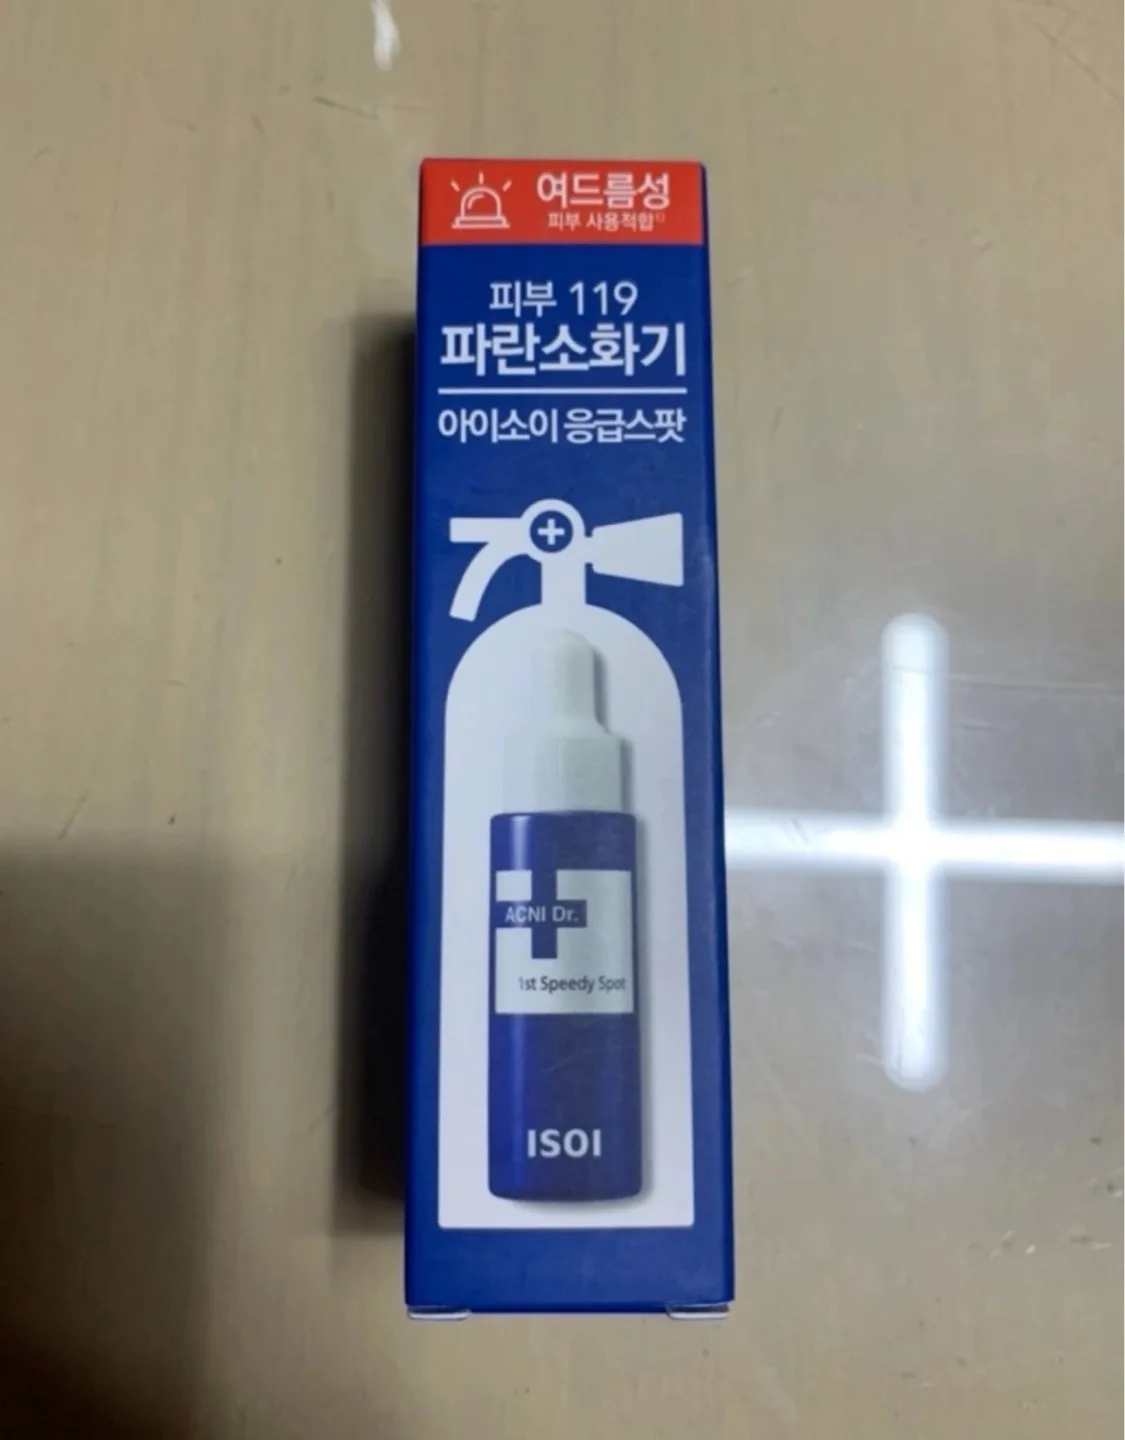 여드름성
피부 사용적합¹⁾
피부 119
파란소화기
아이소이 응급스팟
ACNI Dr.
1st Speedy Spot
ISOI